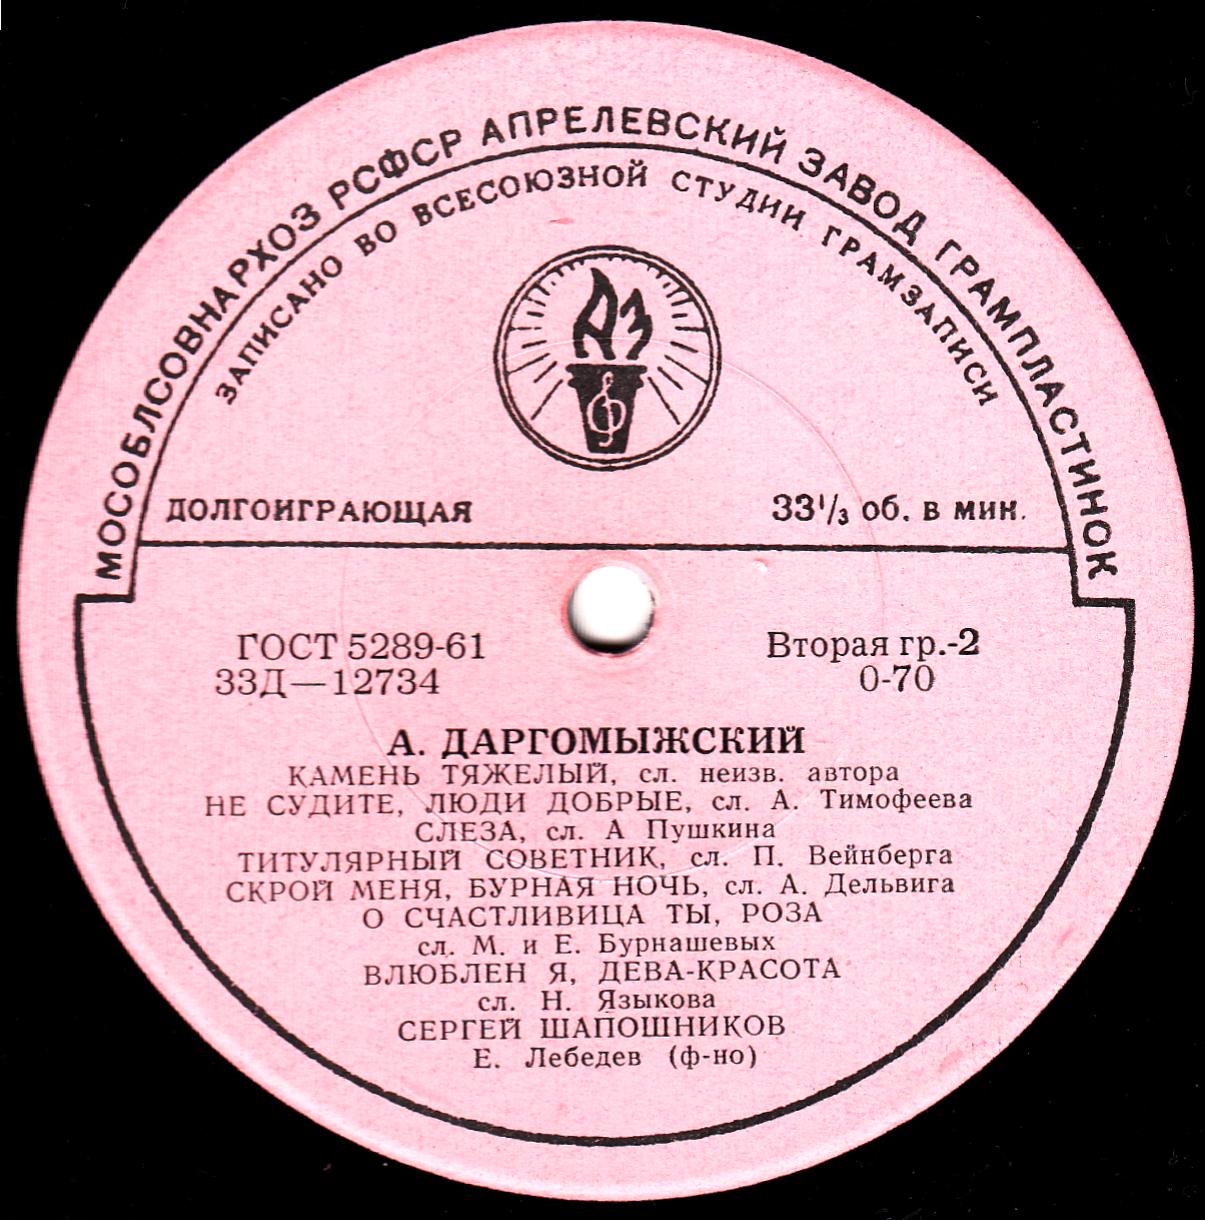 МОСОБЛСОВНАРХОЗ РСФСР АПРЕЛЕВСКИЙ ЗАВОД ГРАМПЛАСТИНОК
ЗАПИСАНО ВО ВСЕСОЮЗНОЙ СТУДИИ ГРАМЗАПИСИ
АЗ
ДОЛГОИГРАЮЩАЯ 33 1/3 об. в мин.
ГОСТ 5289-61 Вторая гр.-2
33Д—12734 0-70
А. ДАРГОМЫЖСКИЙ
КАМЕНЬ ТЯЖЕЛЫЙ, сл. неизв. автора
НЕ СУДИТЕ, ЛЮДИ ДОБРЫЕ, сл. А. Тимофеева
СЛЕЗА, сл. А Пушкина
ТИТУЛЯРНЫЙ СОВЕТНИК, сл. П. Вейнберга
СКРОЙ МЕНЯ, БУРНАЯ НОЧЬ, сл. А. Дельвига
О СЧАСТЛИВИЦА ТЫ, РОЗА
сл. М. и Е. Бурнашевых
ВЛЮБЛЕН Я, ДЕВА-КРАСОТА
сл. Н. Языкова
СЕРГЕЙ ШАПОШНИКОВ
Е. Лебедев (ф-но)